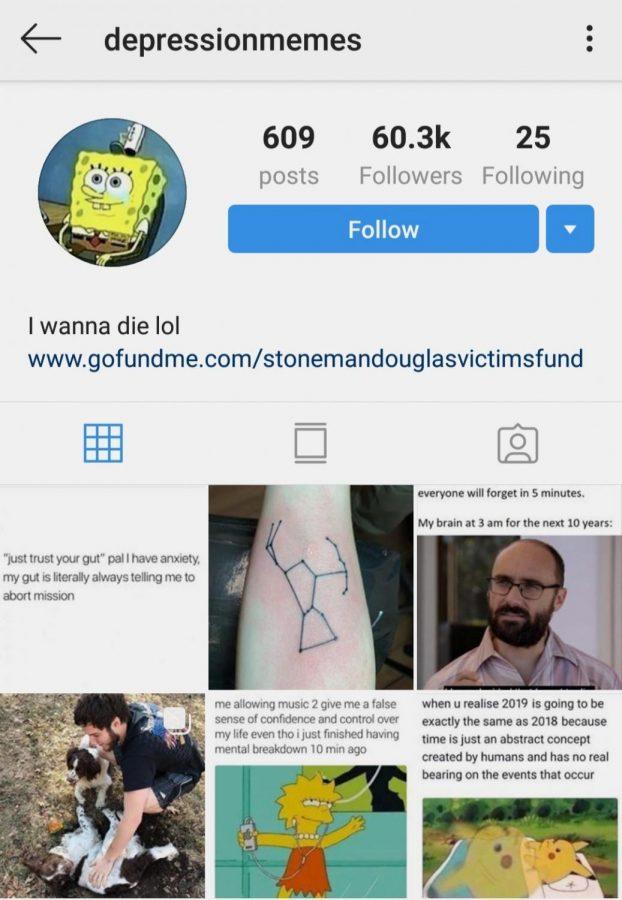 depressionmemes
609
60.3k
25
posts
Followers
Following
Follow
I wanna die lol
www.gofundme.com/stonemandouglasvictimsfund
"just trust your gut" pal I have anxiety,
my gut is literally always telling me to
abort mission
everyone will forget in 5 minutes.
My brain at 3 am for the next 10 years:
me allowing music 2 give me a false
sense of confidence and control over
my life even tho i just finished having
mental breakdown 10 min ago
when u realise 2019 is going to be
exactly the same as 2018 because
time is just an abstract concept
created by humans and has no real
bearing on the events that occur